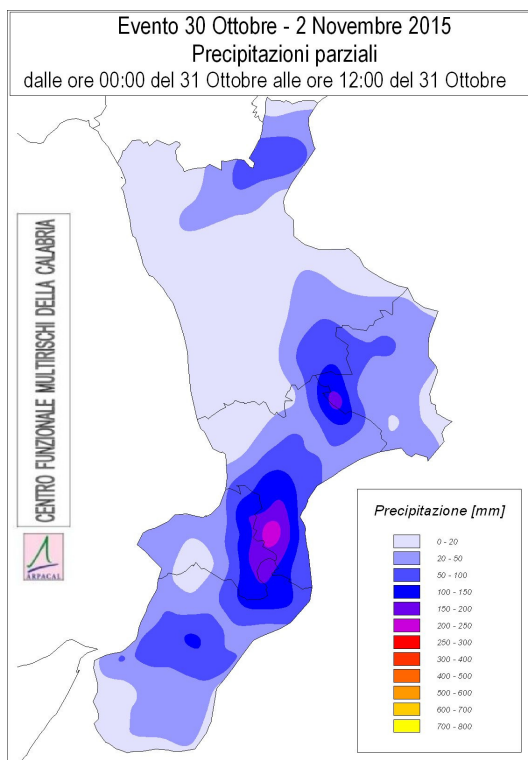 Evento 30 Ottobre - 2 Novembre 2015
Precipitazioni parziali
dalle ore 00:00 del 31 Ottobre alle ore 12:00 del 31 Ottobre
CENTRO FUNZIONALE MULTIRISCHI DELLA CALABRIA
ARPACAL
Precipitazione [mm]
0 - 20
20 - 50
50 - 100
100 - 150
150 - 200
200 - 250
250 - 300
300 - 400
400 - 500
500 - 600
600 - 700
700 - 800